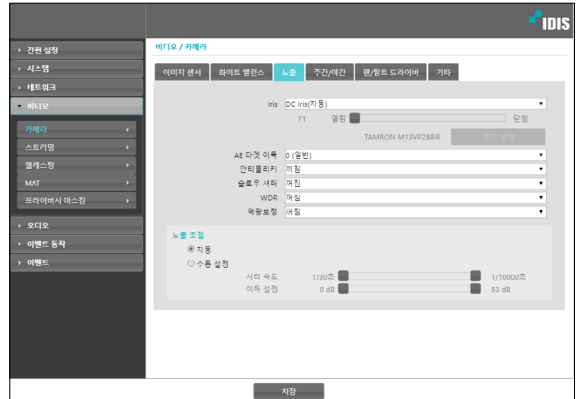 IDIS
간편 설정
시스템
네트워크
비디오
카메라
스트리밍
웹캐스팅
MAT
프라이버시 마스킹
오디오
이벤트 동작
이벤트
비디오 / 카메라
이미지 센서 화이트 밸런스 노출 주간/야간 팬/틸트 드라이버 기타
Iris DC Iris(자동)
F1 열림 닫힘
TAMRON M13VP288IR 렌즈 설정
AE 타겟 이득 0 (일반)
안티플리커 꺼짐
슬로우 셔터 꺼짐
WDR 꺼짐
역광보정 꺼짐
노출 조절
자동
수동 설정
셔터 속도 1/30초 1/10000초
이득 설정 0 dB 53 dB
저장